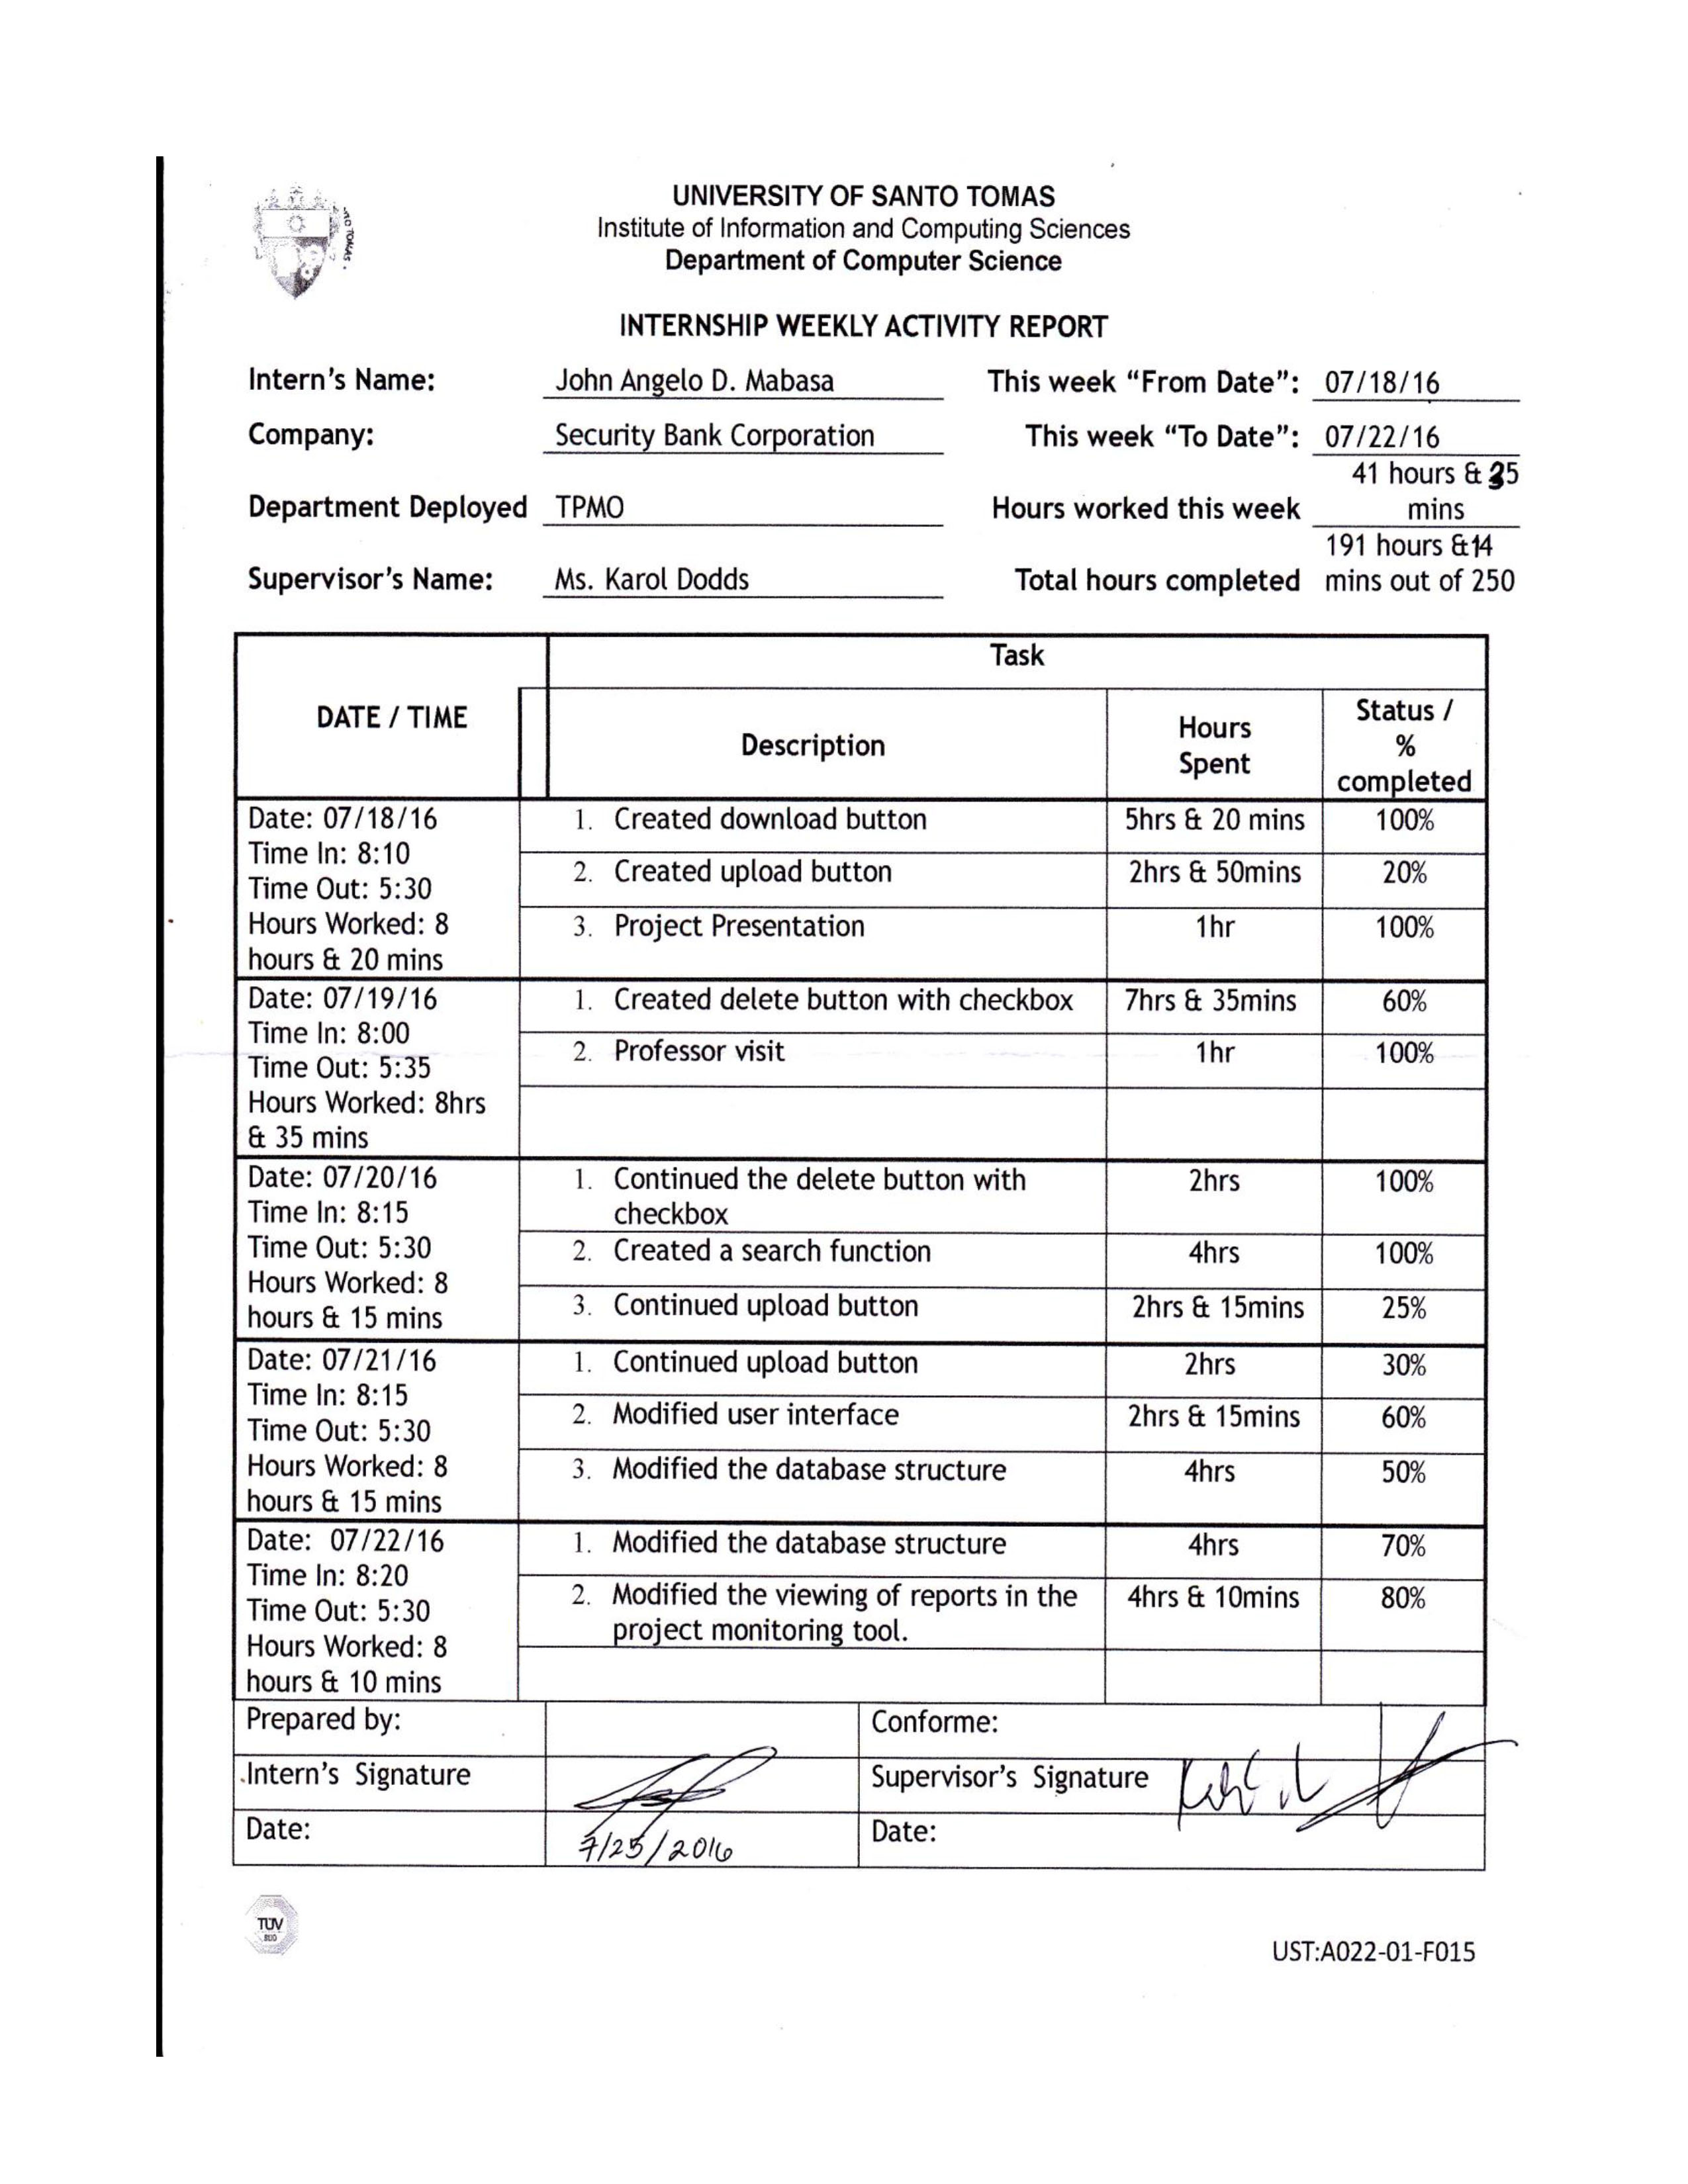 UNIVERSITY OF SANTO TOMAS
Institute of Information and Computing Sciences
Department of Computer Science
INTERNSHIP WEEKLY ACTIVITY REPORT
Intern's Name: John Angelo D. Mabasa This week “From Date”: 07/18/16
Company: Security Bank Corporation This week “To Date”: 07/22/16
Department Deployed TPMO Hours worked this week 41 hours & 35 mins
Supervisor's Name: Ms. Karol Dodds Total hours completed 191 hours &14 mins out of 250
Task
DATE / TIME
Description
Hours Spent
Status / % completed
Date: 07/18/16
Time In: 8:10
Time Out: 5:30
Hours Worked: 8
hours & 20 mins
1. Created download button 5hrs & 20 mins 100%
2. Created upload button 2hrs & 50mins 20%
3. Project Presentation 1hr 100%
Date: 07/19/16
Time In: 8:00
Time Out: 5:35
Hours Worked: 8hrs
& 35 mins
1. Created delete button with checkbox 7hrs & 35mins 60%
2. Professor visit 1hr 100%
Date: 07/20/16
Time In: 8:15
Time Out: 5:30
Hours Worked: 8
hours & 15 mins
1. Continued the delete button with checkbox 2hrs 100%
2. Created a search function 4hrs 100%
3. Continued upload button 2hrs & 15mins 25%
Date: 07/21/16
Time In: 8:15
Time Out: 5:30
Hours Worked: 8
hours & 15 mins
1. Continued upload button 2hrs 30%
2. Modified user interface 2hrs & 15mins 60%
3. Modified the database structure 4hrs 50%
Date: 07/22/16
Time In: 8:20
Time Out: 5:30
Hours Worked: 8
hours & 10 mins
1. Modified the database structure 4hrs 70%
2. Modified the viewing of reports in the project monitoring tool. 4hrs & 10mins 80%
Prepared by: Conforme:
Intern's Signature Supervisor's Signature
Date: 7/25/2016 Date:
TUV
SUD
UST:A022-01-F015